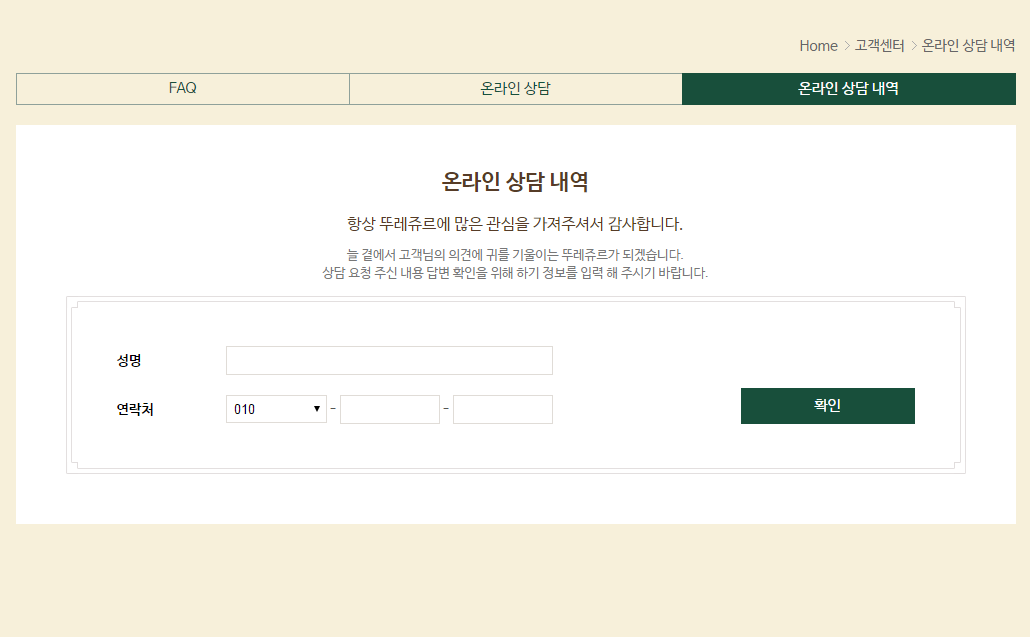 Home > 고객센터 > 온라인 상담 내역
FAQ
온라인 상담
온라인 상담 내역
온라인 상담 내역
항상 뚜레쥬르에 많은 관심을 가져주셔서 감사합니다.
늘 곁에서 고객님의 의견에 귀를 기울이는 뚜레쥬르가 되겠습니다.
상담 요청 주신 내용 답변 확인을 위해 하기 정보를 입력 해 주시기 바랍니다.
성명
연락처 010 - -
확인